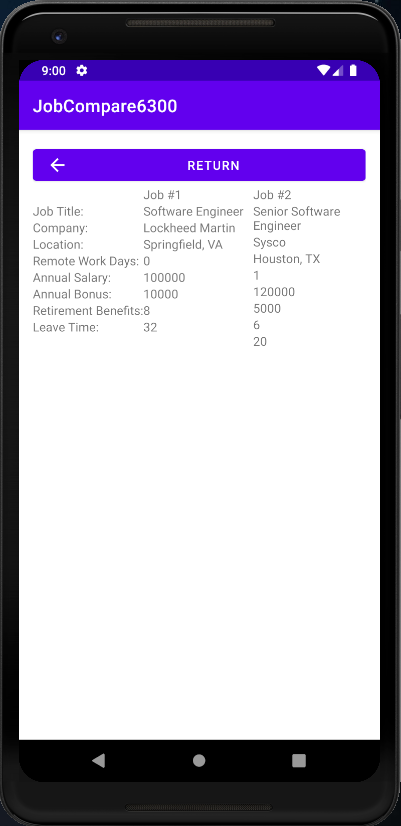 9:00
JobCompare6300
RETURN
Job #1 Job #2
Job Title: Software Engineer Senior Software
Engineer
Company: Lockheed Martin Sysco
Location: Springfield, VA Houston, TX
Remote Work Days: 0 1
Annual Salary: 100000 120000
Annual Bonus: 10000 5000
Retirement Benefits: 8 6
Leave Time: 32 20